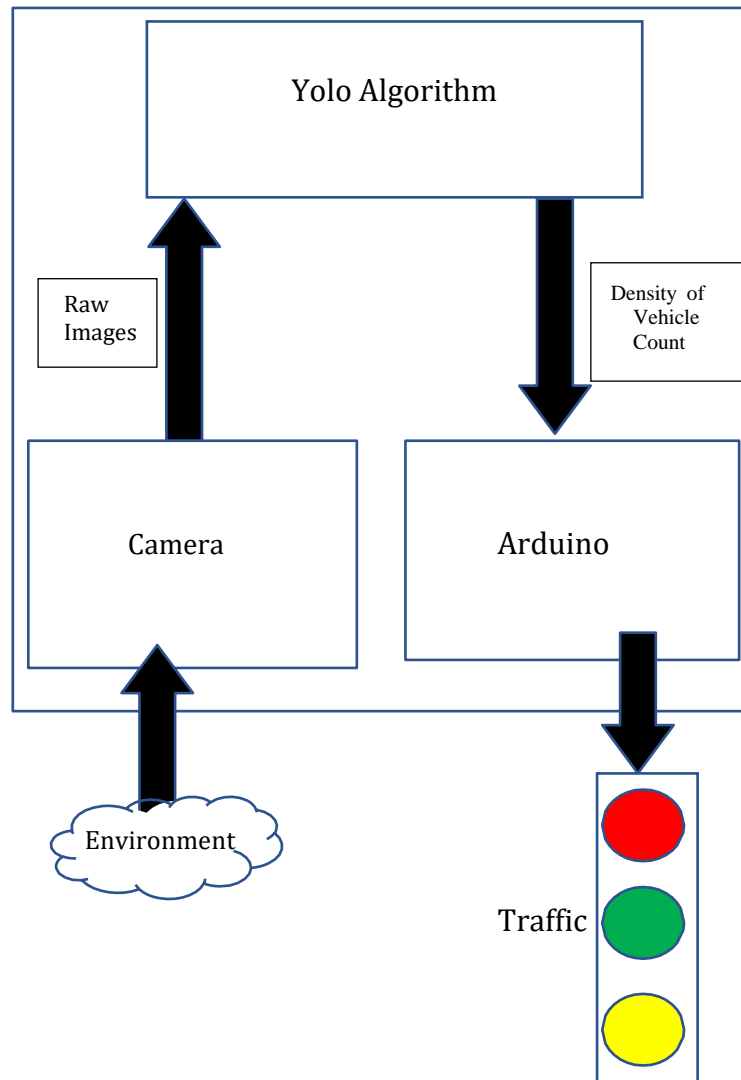 Yolo Algorithm
Raw
Images
Density of
Vehicle
Count
Camera
Arduino
Environment
Traffic